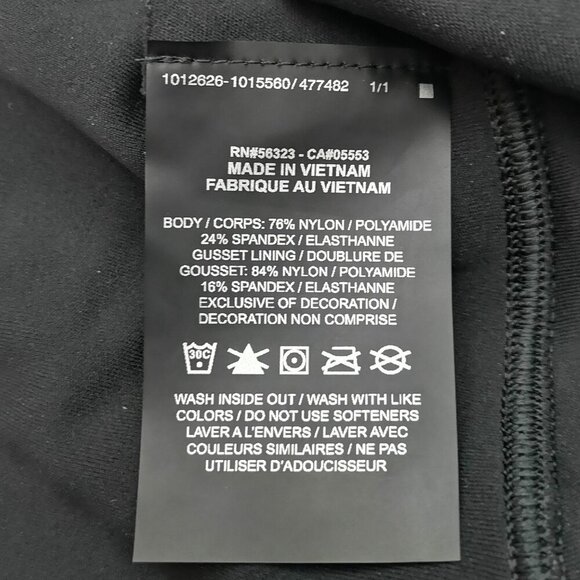 1012626-1015560/477482 1/1
RN#56323 - CA#05553
MADE IN VIETNAM
FABRIQUE AU VIETNAM
BODY / CORPS: 76% NYLON / POLYAMIDE
24% SPANDEX / ELASTHANNE
GUSSET LINING / DOUBLURE DE
GOUSSET: 84% NYLON / POLYAMIDE
16% SPANDEX / ELASTHANNE
EXCLUSIVE OF DECORATION /
DECORATION NON COMPRISE
30C
WASH INSIDE OUT / WASH WITH LIKE
COLORS / DO NOT USE SOFTENERS
LAVER A L'ENVERS / LAVER AVEC
COULEURS SIMILAIRES / NE PAS
UTILISER D'ADOUCISSEUR